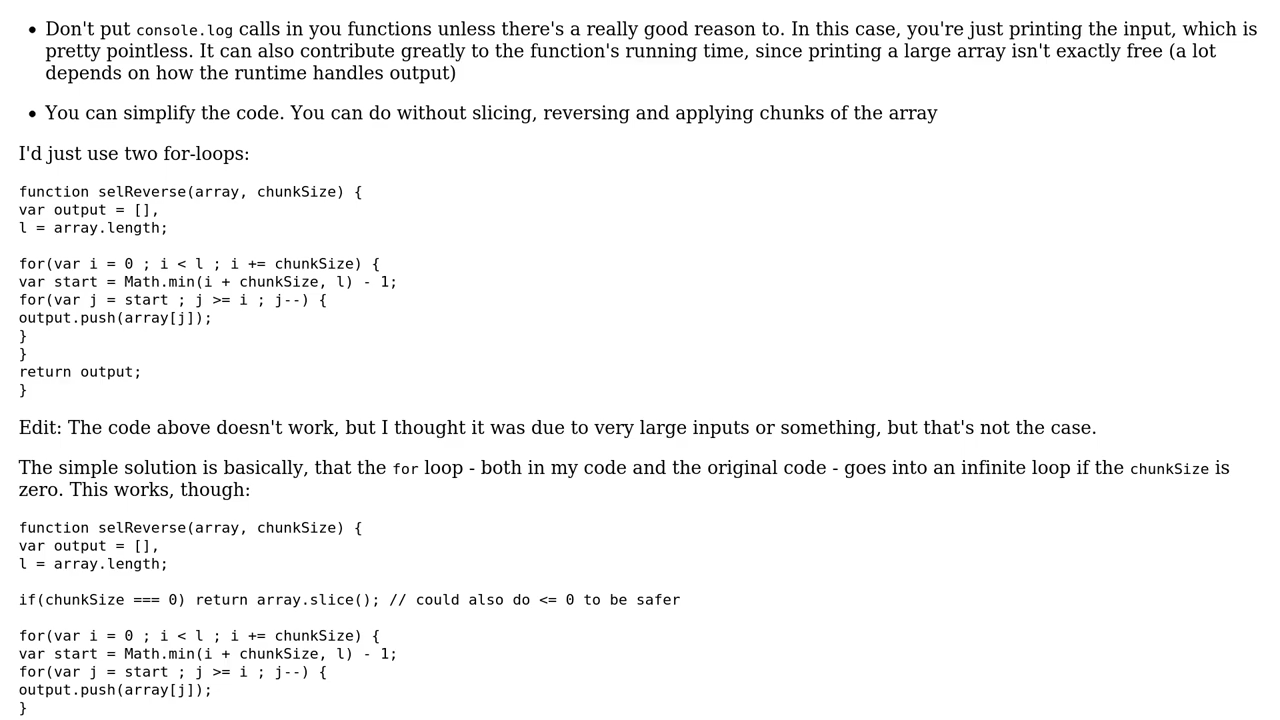 • Don't put console.log calls in you functions unless there's a really good reason to. In this case, you're just printing the input, which is
pretty pointless. It can also contribute greatly to the function's running time, since printing a large array isn't exactly free (a lot
depends on how the runtime handles output)
• You can simplify the code. You can do without slicing, reversing and applying chunks of the array
I'd just use two for-loops:
function selReverse(array, chunkSize) {
var output = [],
l = array.length;
for(var i = 0 ; i < l ; i += chunkSize) {
var start = Math.min(i + chunkSize, l) - 1;
for(var j = start ; j >= i ; j--) {
output.push(array[j]);
}
}
return output;
}
Edit: The code above doesn't work, but I thought it was due to very large inputs or something, but that's not the case.
The simple solution is basically, that the for loop - both in my code and the original code - goes into an infinite loop if the chunkSize is
zero. This works, though:
function selReverse(array, chunkSize) {
var output = [],
l = array.length;
if(chunkSize === 0) return array.slice(); // could also do <= 0 to be safer
for(var i = 0 ; i < l ; i += chunkSize) {
var start = Math.min(i + chunkSize, l) - 1;
for(var j = start ; j >= i ; j--) {
output.push(array[j]);
}